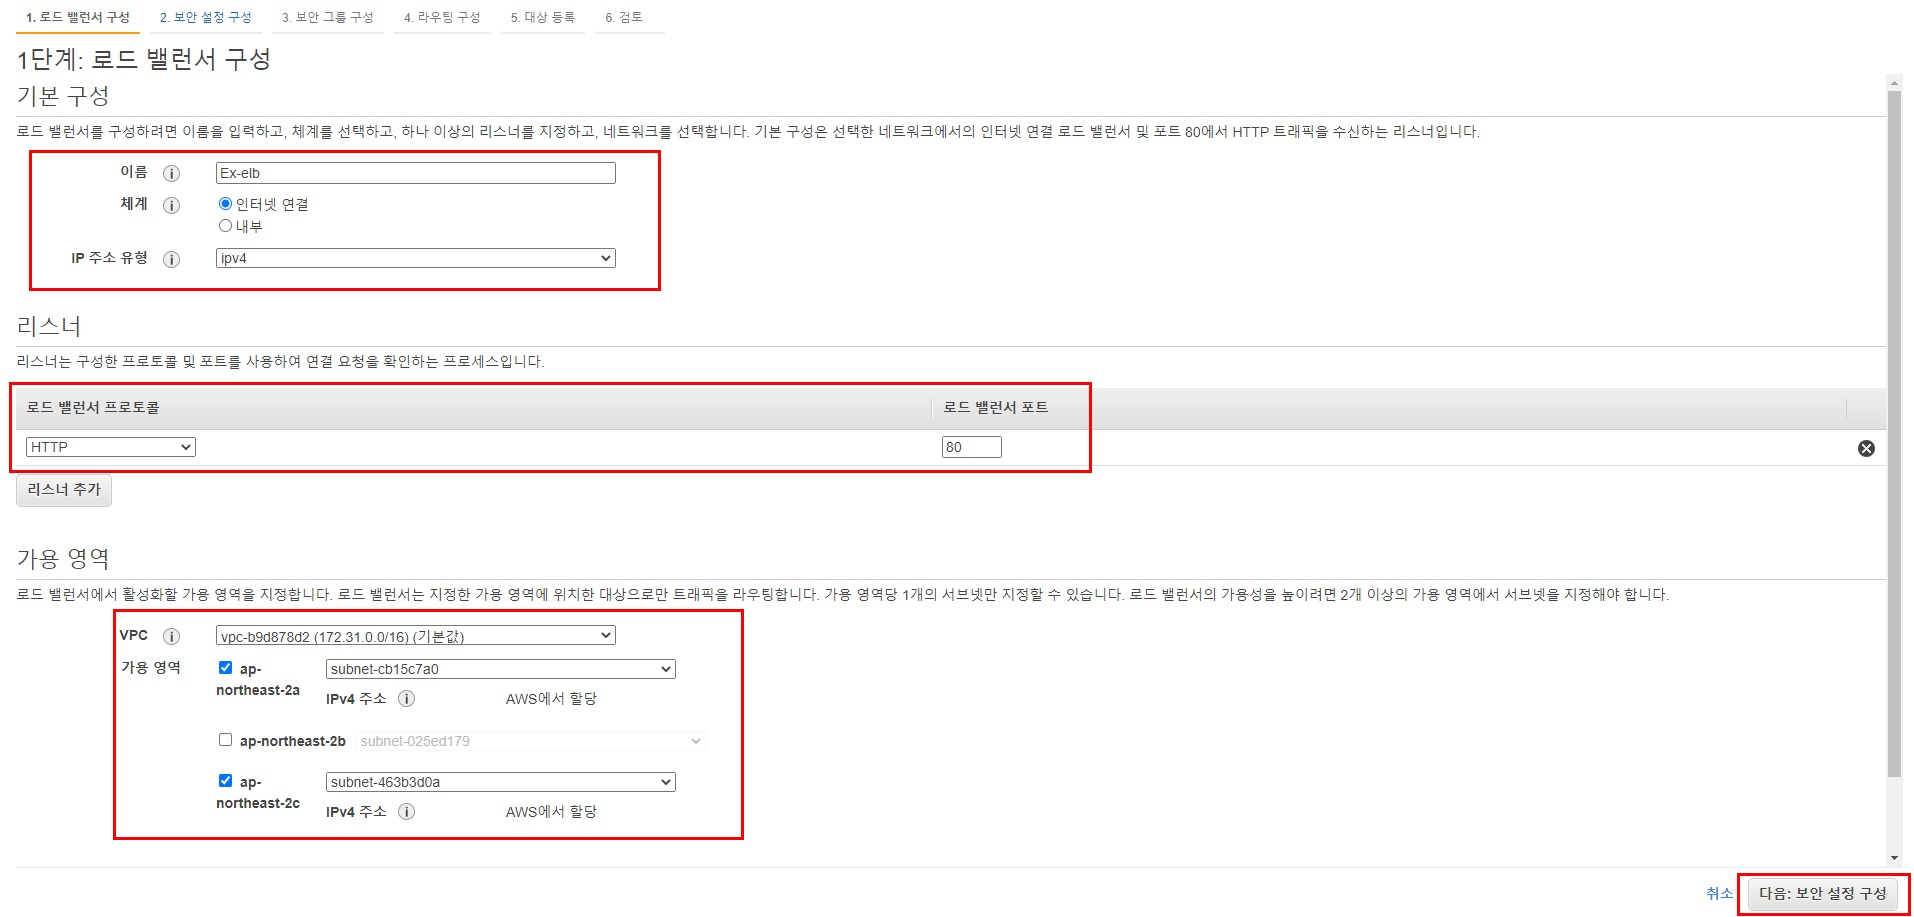 1. 로드 밸런서 구성 2. 보안 설정 구성 3. 보안 그룹 구성 4. 라우팅 구성 5. 대상 등록 6. 검토
1단계: 로드 밸런서 구성
기본 구성
로드 밸런서를 구성하려면 이름을 입력하고, 체계를 선택하고, 하나 이상의 리스너를 지정하고, 네트워크를 선택합니다. 기본 구성은 선택한 네트워크에서의 인터넷 연결 로드 밸런서 및 포트 80에서 HTTP 트래픽을 수신하는 리스너입니다.
이름 i Ex-elb
체계 i 인터넷 연결
내부
IP 주소 유형 i ipv4
리스너
리스너는 구성한 프로토콜 및 포트를 사용하여 연결 요청을 확인하는 프로세스입니다.
로드 밸런서 프로토콜 로드 밸런서 포트
HTTP 80
리스너 추가
가용 영역
로드 밸런서에서 활성화할 가용 영역을 지정합니다. 로드 밸런서는 지정한 가용 영역에 위치한 대상으로만 트래픽을 라우팅합니다. 가용 영역당 1개의 서브넷만 지정할 수 있습니다. 로드 밸런서의 가용성을 높이려면 2개 이상의 가용 영역에서 서브넷을 지정해야 합니다.
VPC i vpc-b9d878d2 (172.31.0.0/16) (기본값)
가용 영역 ap- subnet-cb15c7a0
northeast-2a
IPv4 주소 i AWS에서 할당
ap-northeast-2b subnet-025ed179
ap- subnet-463b3d0a
northeast-2c
IPv4 주소 i AWS에서 할당
취소 다음: 보안 설정 구성